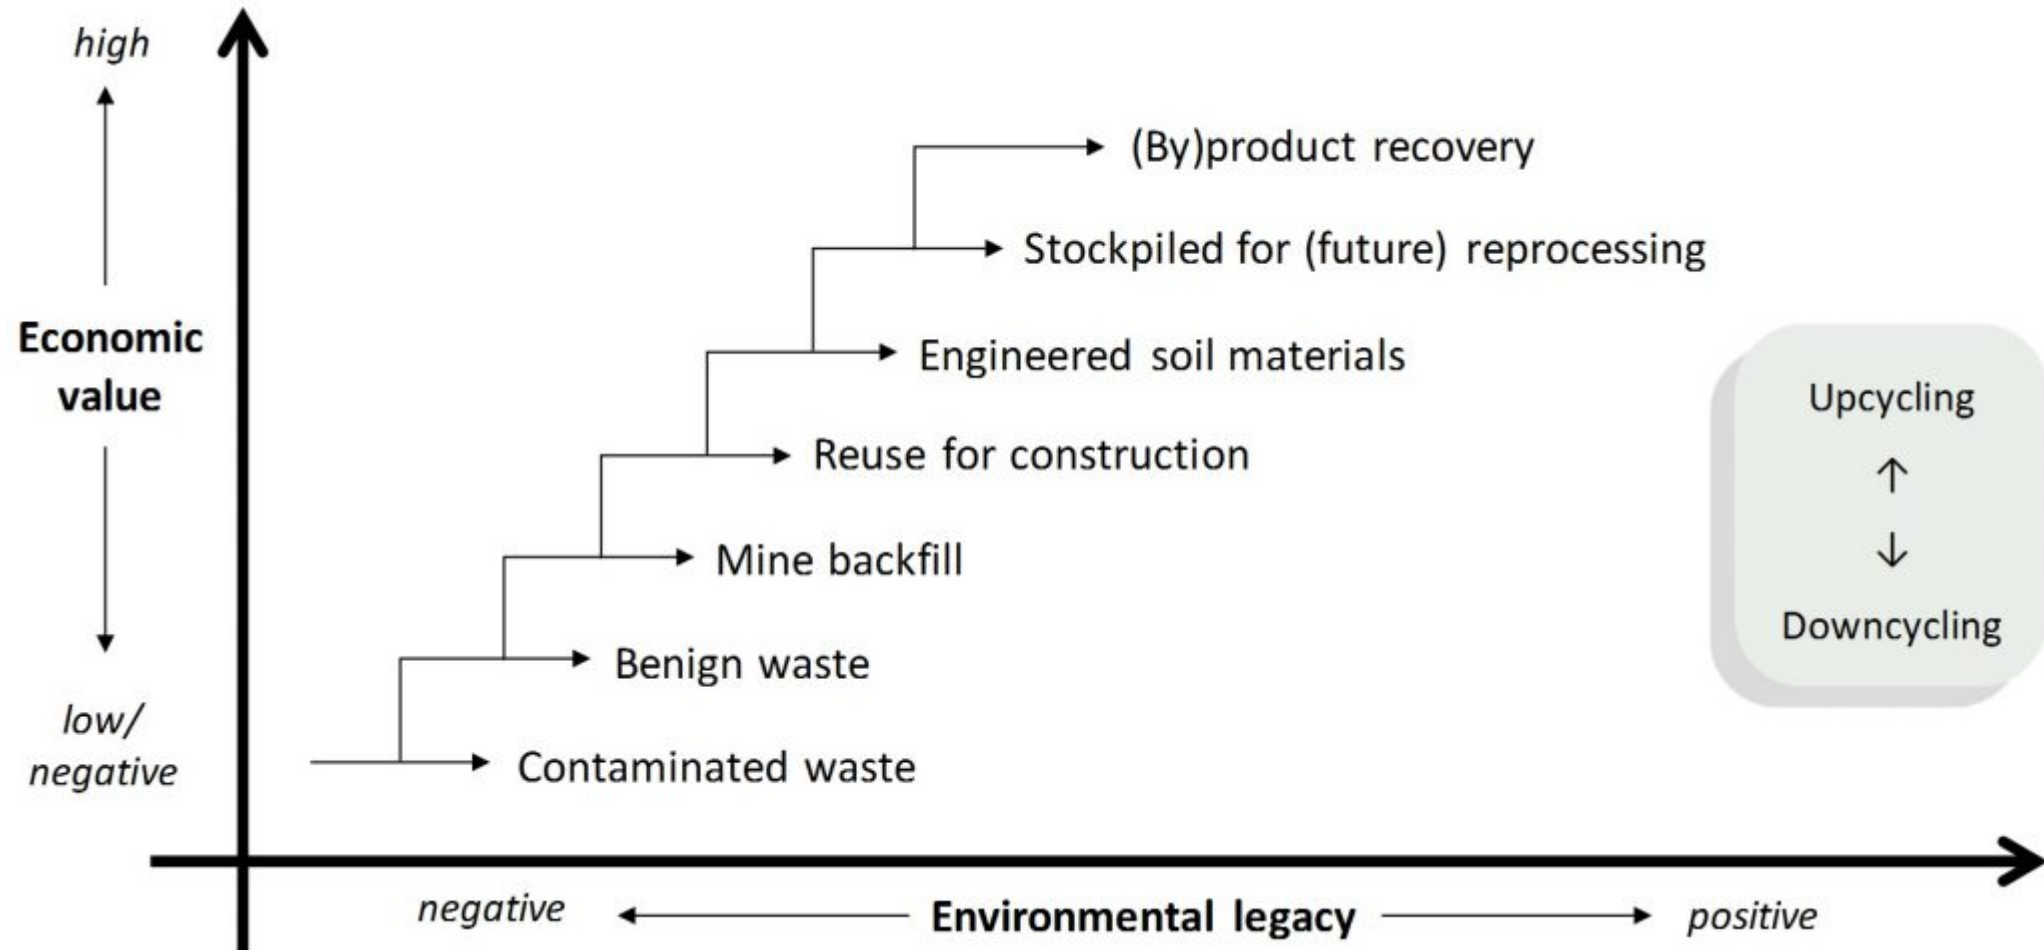 high
Economic
value
low/
negative
(By)product recovery
Stockpiled for (future) reprocessing
Engineered soil materials
Reuse for construction
Mine backfill
Benign waste
Contaminated waste
Upcycling
↑
↓
Downcycling
negative
Environmental legacy
positive